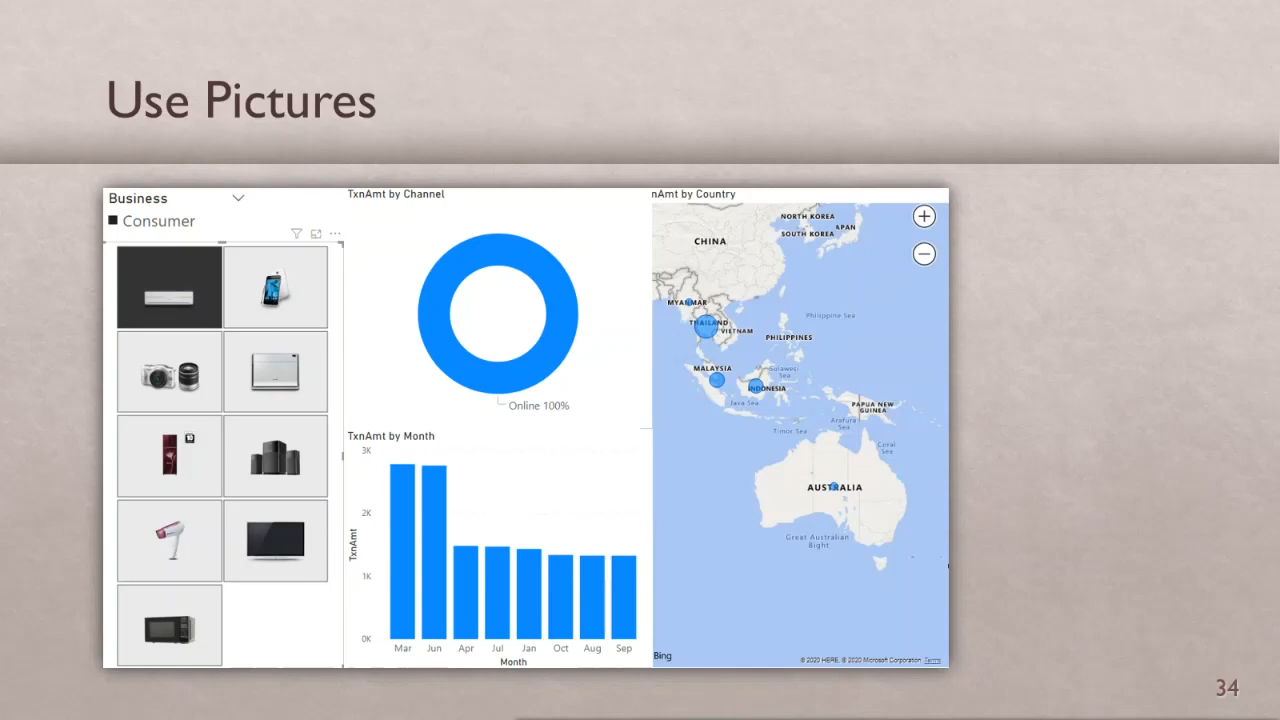 Use Pictures
Business
Consumer
TxnAmt by Channel
Online 100%
TxnAmt by Month
3K
2K
1K
0K
TxnAmt
Mar Jun Apr Jul Jan Oct Aug Sep
Month
nAmt by Country
NORTH KOREA
SOUTH KOREA
APAN
CHINA
MYANMAR
THAILAND
VIETNAM
Philippine Sea
PHILIPPINES
MALAYSIA
Sulawesi
Sea
INDONESIA
Java Sea
PAPUA NEW
GUINEA
Arafura
Sea
Timor Sea
Coral
Sea
AUSTRALIA
Great Australian
Bight
Bing
© 2020 HERE, © 2020 Microsoft Corporation Terms
34